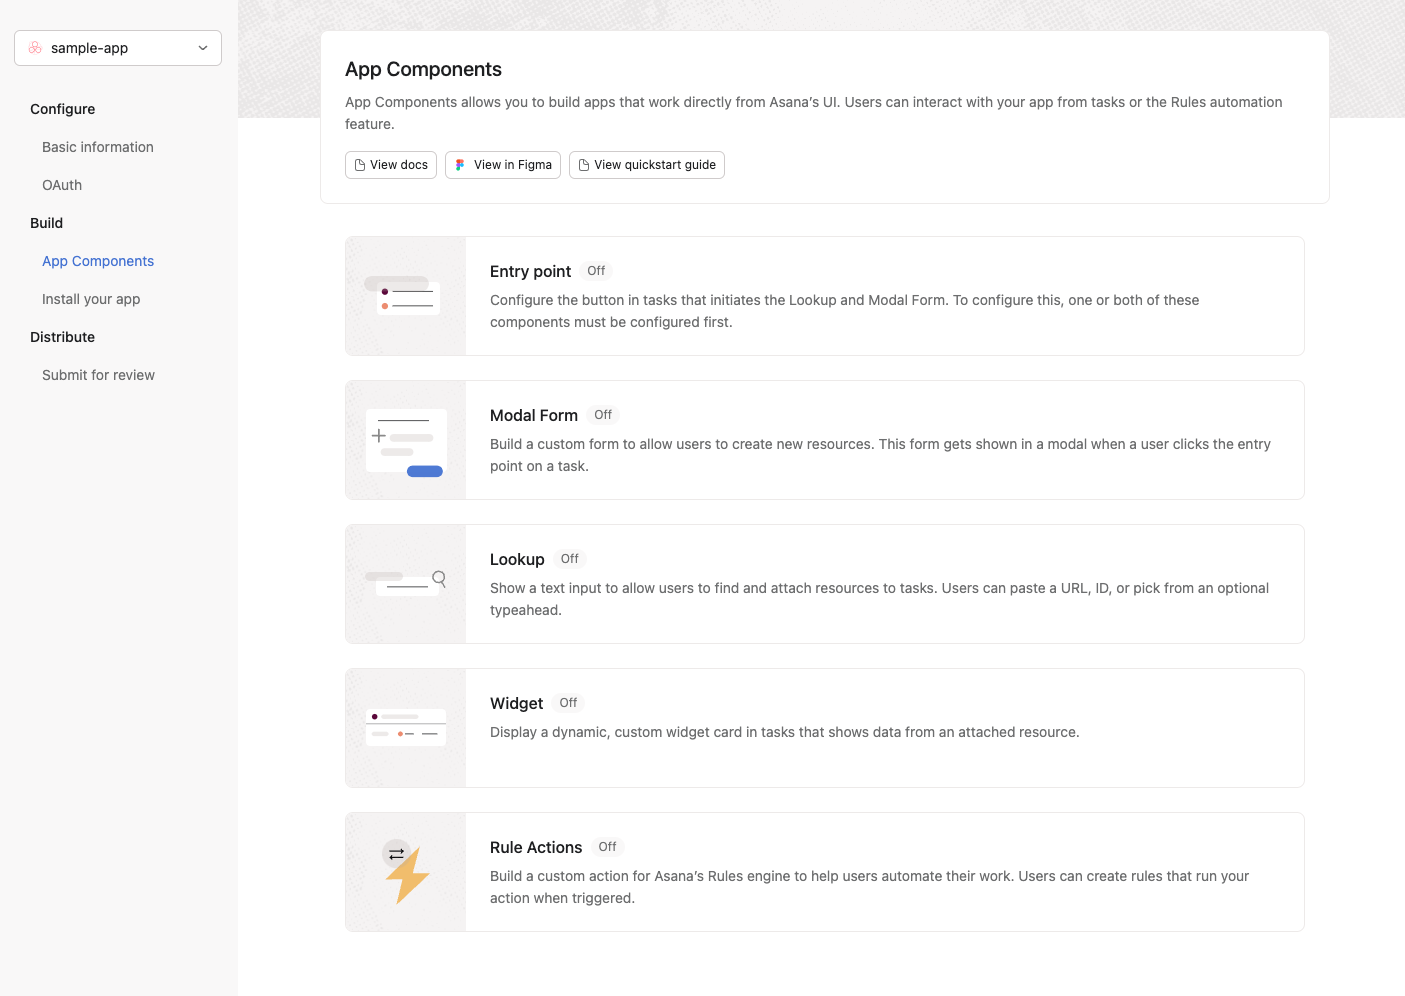 sample-app
Configure
Basic information
OAuth
Build
App Components
Install your app
Distribute
Submit for review
App Components
App Components allows you to build apps that work directly from Asana's UI. Users can interact with your app from tasks or the Rules automation
feature.
View docs
View in Figma
View quickstart guide
Entry point Off
Configure the button in tasks that initiates the Lookup and Modal Form. To configure this, one or both of these
components must be configured first.
Modal Form Off
Build a custom form to allow users to create new resources. This form gets shown in a modal when a user clicks the entry
point on a task.
Lookup Off
Show a text input to allow users to find and attach resources to tasks. Users can paste a URL, ID, or pick from an optional
typeahead.
Widget Off
Display a dynamic, custom widget card in tasks that shows data from an attached resource.
Rule Actions Off
Build a custom action for Asana's Rules engine to help users automate their work. Users can create rules that run your
action when triggered.